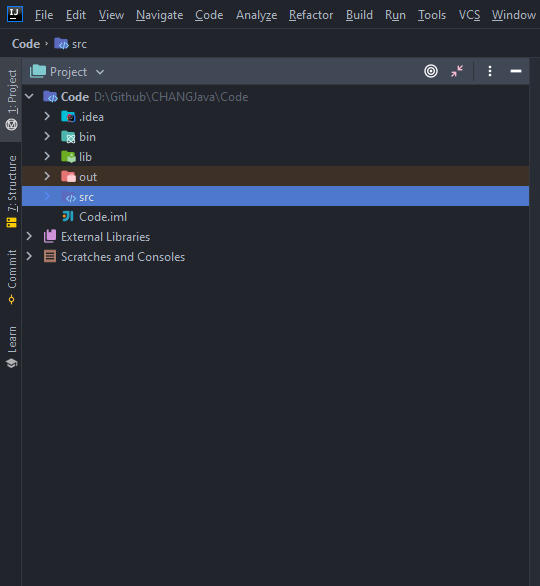 IJ File Edit View Navigate Code Analyze Refactor Build Run Tools VCS Window
Code › src
1: Project
Project
Code D:\Github\CHANGJava\Code
.idea
bin
lib
out
src
Code.iml
External Libraries
Scratches and Consoles
7: Structure
Commit
Learn